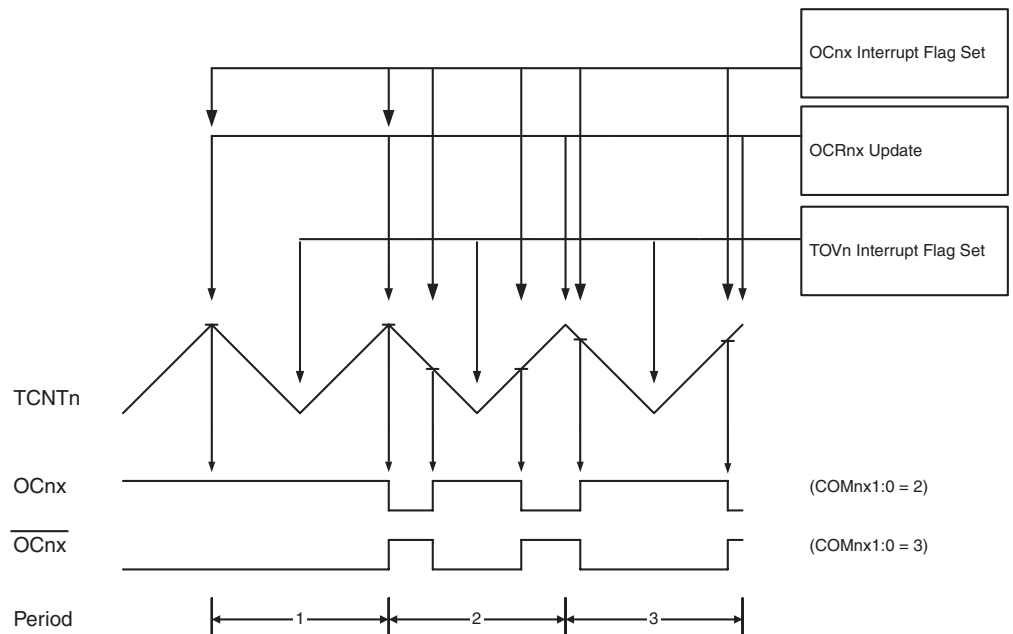 OCnx Interrupt Flag Set
OCRnx Update
TOVn Interrupt Flag Set
TCNTn
OCnx
(COMnx1:0 = 2)
OCnx
(COMnx1:0 = 3)
Period
1
2
3